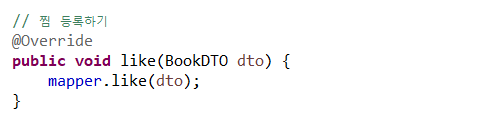 // 찜 등록하기
@Override
public void like(BookDTO dto) {
    mapper.like(dto);
}